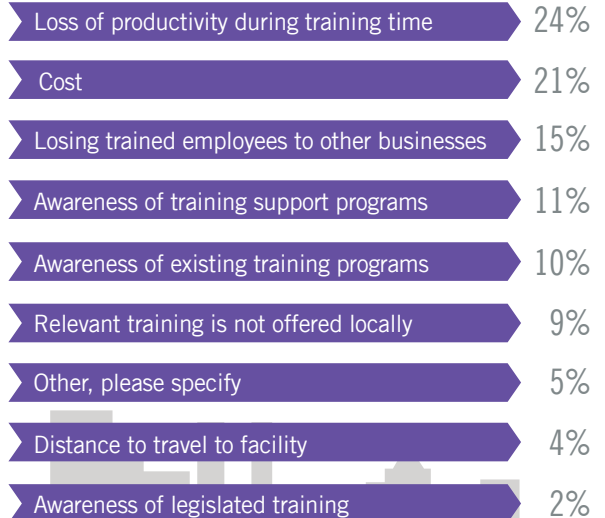 Loss of productivity during training time 24%
Cost 21%
Losing trained employees to other businesses 15%
Awareness of training support programs 11%
Awareness of existing training programs 10%
Relevant training is not offered locally 9%
Other, please specify 5%
Distance to travel to facility 4%
Awareness of legislated training 2%